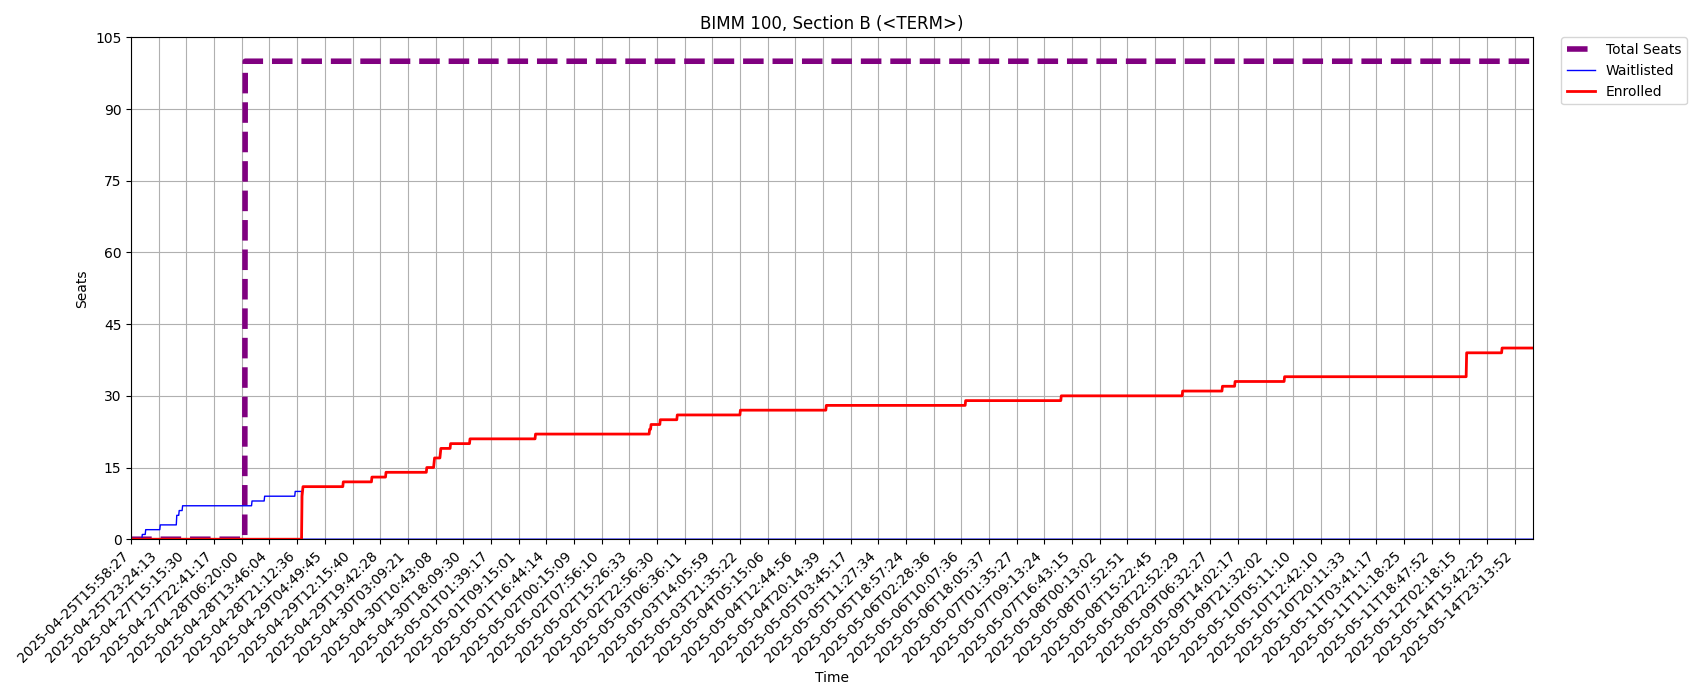 BIMM 100, Section B (<TERM>)
Total Seats
Waitlisted
Enrolled
105
90
75
60
45
30
15
0
Seats
2025-04-25T15:58:27
2025-04-25T23:24:13
2025-04-27T15:15:30
2025-04-27T22:41:17
2025-04-28T06:20:00
2025-04-28T13:46:04
2025-04-28T21:12:36
2025-04-29T04:49:45
2025-04-29T12:15:40
2025-04-29T19:42:28
2025-04-30T03:09:21
2025-04-30T10:43:08
2025-04-30T18:09:30
2025-05-01T01:39:17
2025-05-01T09:15:01
2025-05-01T16:44:14
2025-05-02T00:15:09
2025-05-02T07:56:10
2025-05-02T15:26:33
2025-05-02T22:56:30
2025-05-03T06:36:11
2025-05-03T14:05:59
2025-05-03T21:35:22
2025-05-04T05:15:06
2025-05-04T12:44:56
2025-05-04T20:14:39
2025-05-05T03:45:17
2025-05-05T11:27:34
2025-05-05T18:57:24
2025-05-06T02:28:36
2025-05-06T10:07:36
2025-05-06T18:05:37
2025-05-07T01:35:27
2025-05-07T09:13:24
2025-05-07T16:43:15
2025-05-08T00:13:02
2025-05-08T07:52:51
2025-05-08T15:22:45
2025-05-08T22:52:29
2025-05-09T06:32:27
2025-05-09T14:02:17
2025-05-09T21:32:02
2025-05-10T05:11:10
2025-05-10T12:42:10
2025-05-10T20:11:33
2025-05-11T03:41:17
2025-05-11T11:18:25
2025-05-11T18:47:52
2025-05-12T02:18:15
2025-05-14T15:42:25
2025-05-14T23:13:52
Time